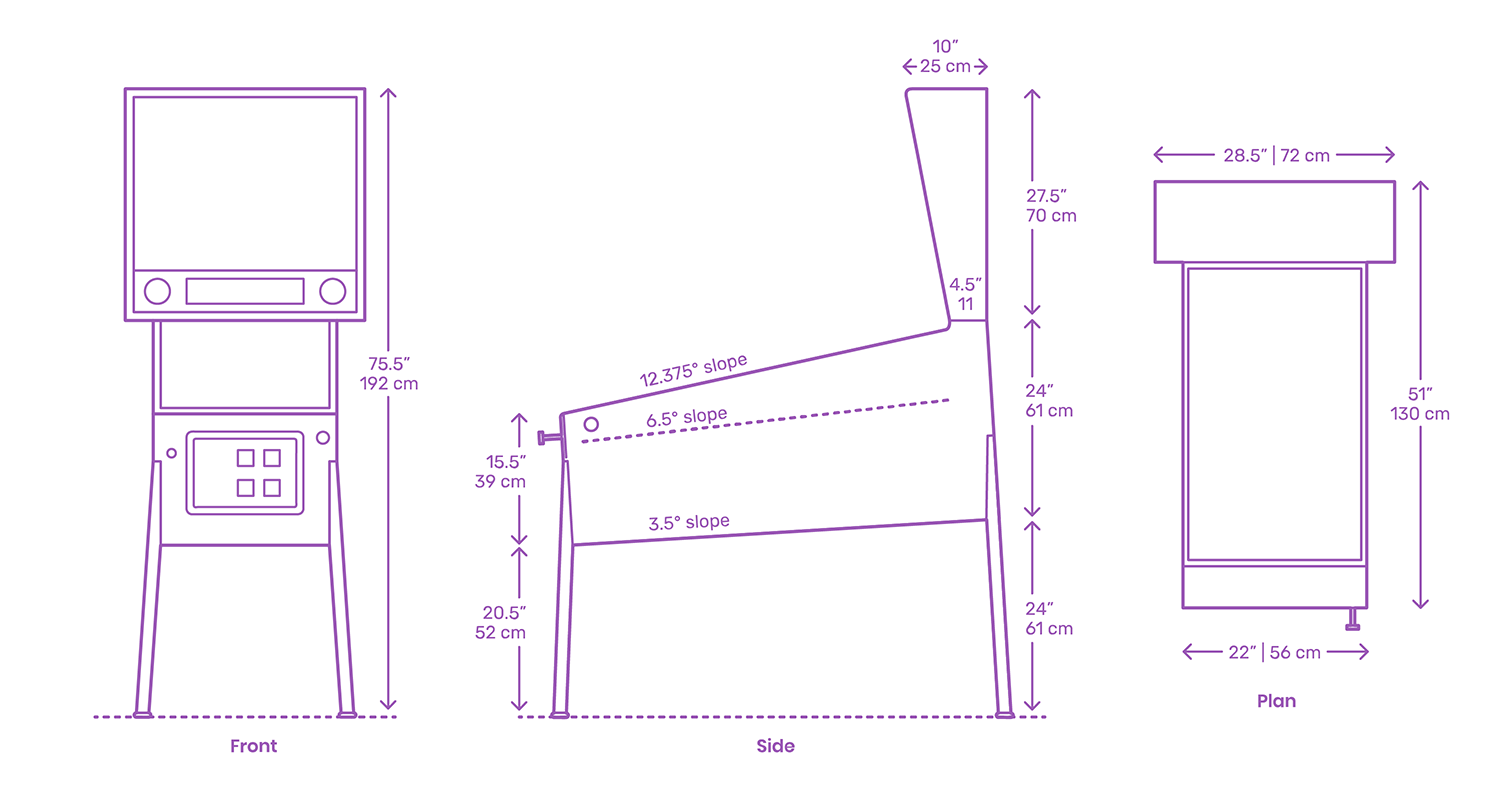 75.5”
192 cm
Front
10”
25 cm
27.5”
70 cm
4.5”
11
12.375° slope
6.5° slope
24”
61 cm
15.5”
39 cm
3.5° slope
20.5”
52 cm
24”
61 cm
Side
28.5” | 72 cm
51”
130 cm
22” | 56 cm
Plan